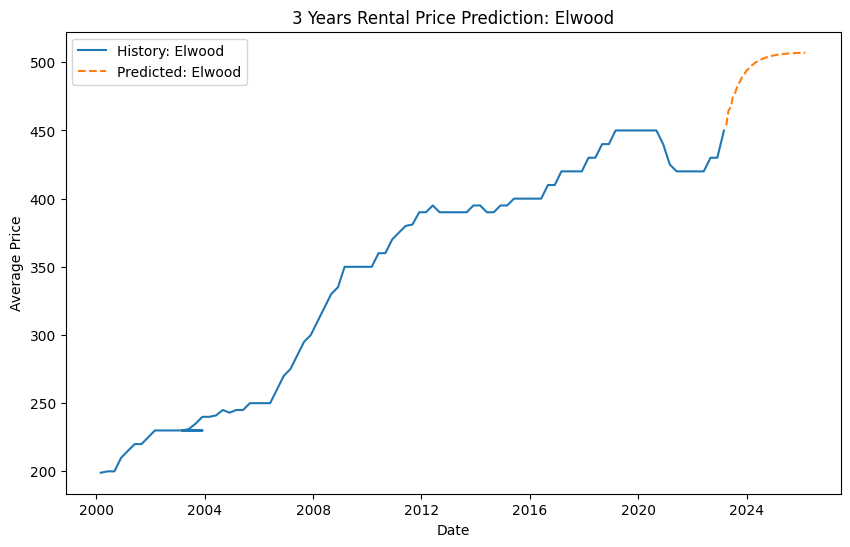 3 Years Rental Price Prediction: Elwood
History: Elwood
Predicted: Elwood
500
450
400
350
300
250
200
Average Price
2000 2004 2008 2012 2016 2020 2024
Date